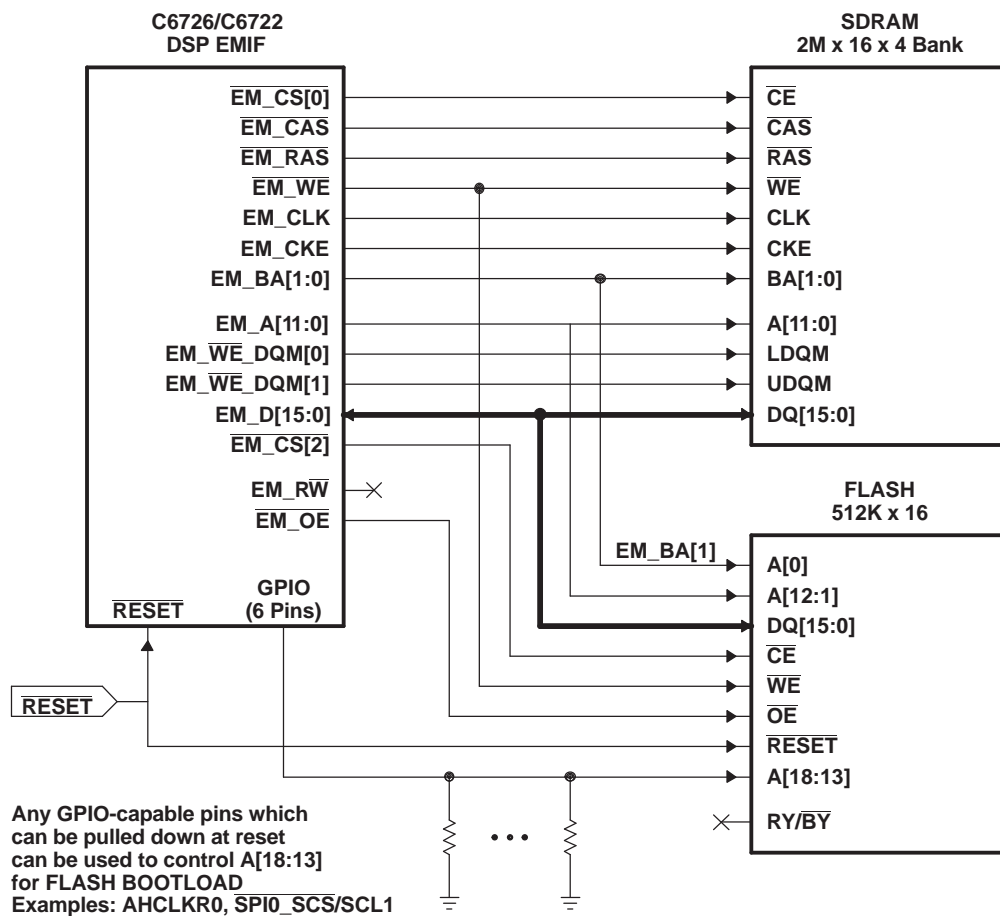 C6726/C6722
DSP EMIF
SDRAM
2M x 16 x 4 Bank
EM_CS[0]
EM_CAS
EM_RAS
EM_WE
EM_CLK
EM_CKE
EM_BA[1:0]
EM_A[11:0]
EM_WE_DQM[0]
EM_WE_DQM[1]
EM_D[15:0]
EM_CS[2]
EM_RW
EM_OE
GPIO
(6 Pins)
RESET
CE
CAS
RAS
WE
CLK
CKE
BA[1:0]
A[11:0]
LDQM
UDQM
DQ[15:0]
FLASH
512K x 16
EM_BA[1]
A[0]
A[12:1]
DQ[15:0]
CE
WE
OE
RESET
A[18:13]
RY/BY
RESET
Any GPIO-capable pins which
can be pulled down at reset
can be used to control A[18:13]
for FLASH BOOTLOAD
Examples: AHCLKR0, SPI0_SCS/SCL1